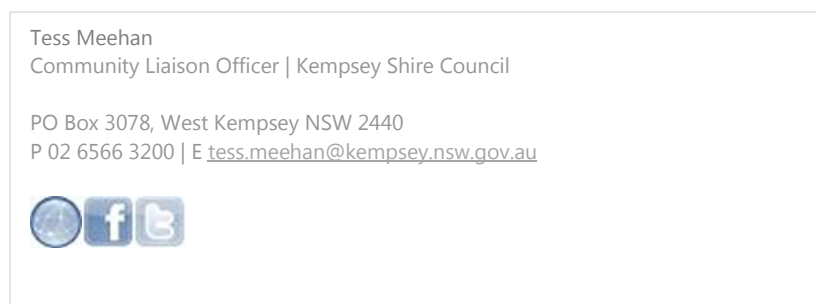 Tess Meehan
Community Liaison Officer | Kempsey Shire Council
PO Box 3078, West Kempsey NSW 2440
P 02 6566 3200 | E tess.meehan@kempsey.nsw.gov.au